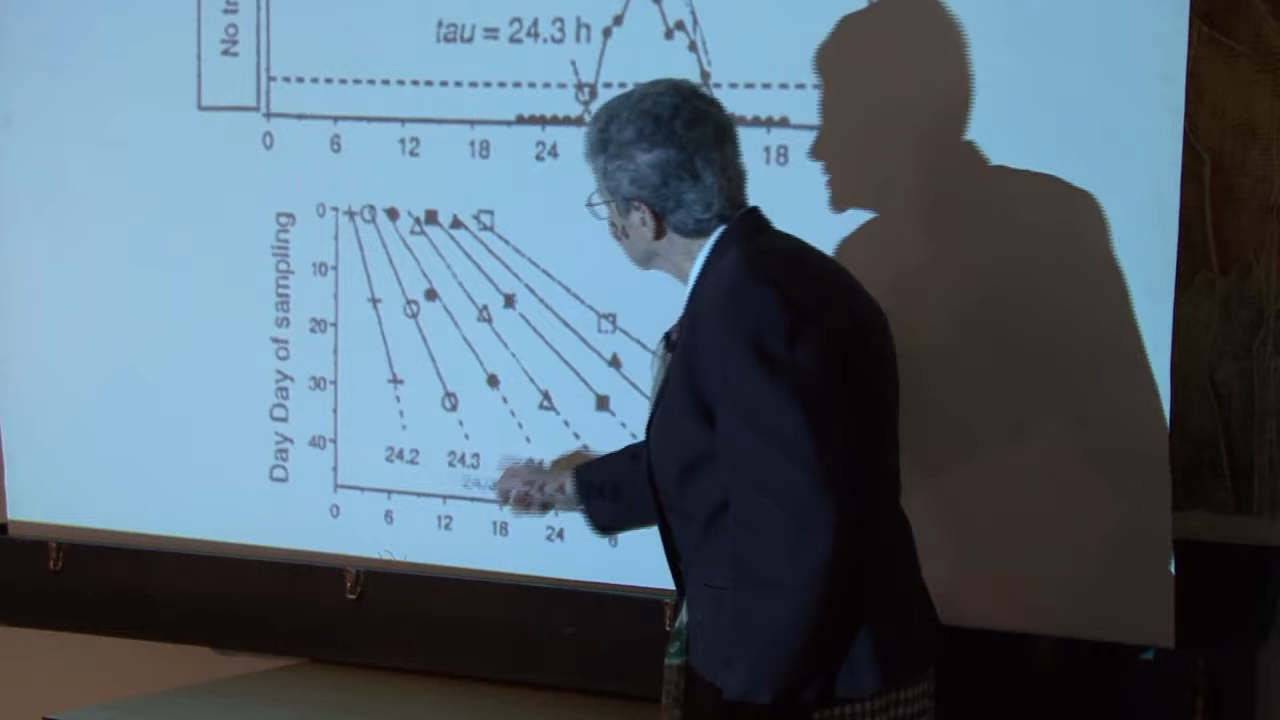 No tr
tau = 24.3 h
0 6 12 18 24 18
Day Day of sampling
0
10
20
30
40
24.2 24.3
0 6 12 18 24 6